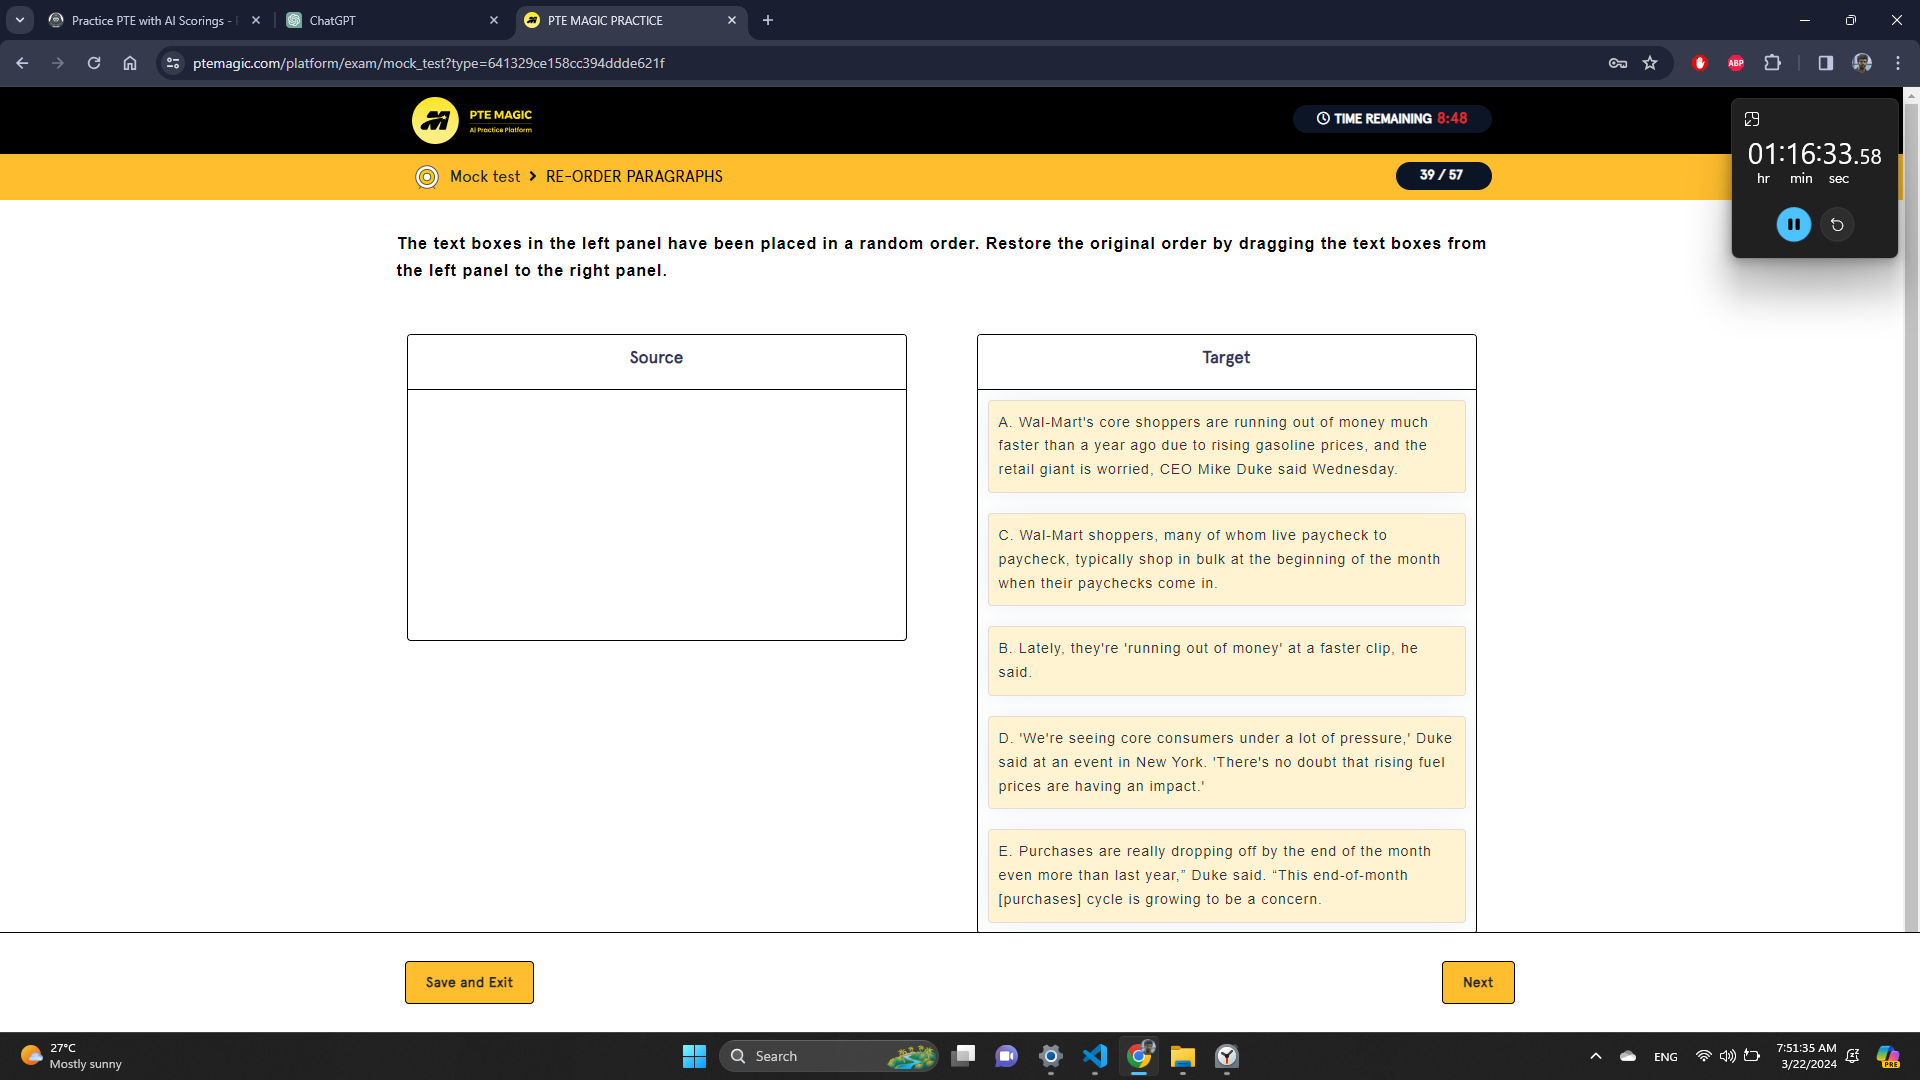 Practice PTE with AI Scorings -
ChatGPT
PTE MAGIC PRACTICE
ptemagic.com/platform/exam/mock_test?type=641329ce158cc394ddde621f
ABP
PTE MAGIC
AI Practice Platform
TIME REMAINING 8:48
Mock test > RE-ORDER PARAGRAPHS
39 / 57
01:16:33.58
hr min sec
The text boxes in the left panel have been placed in a random order. Restore the original order by dragging the text boxes from
the left panel to the right panel.
Source
Target
A. Wal-Mart's core shoppers are running out of money much
faster than a year ago due to rising gasoline prices, and the
retail giant is worried, CEO Mike Duke said Wednesday.
C. Wal-Mart shoppers, many of whom live paycheck to
paycheck, typically shop in bulk at the beginning of the month
when their paychecks come in.
B. Lately, they're 'running out of money' at a faster clip, he
said.
D. 'We're seeing core consumers under a lot of pressure,' Duke
said at an event in New York. 'There's no doubt that rising fuel
prices are having an impact.'
E. Purchases are really dropping off by the end of the month
even more than last year,” Duke said. “This end-of-month
[purchases] cycle is growing to be a concern.
Save and Exit
Next
27°C
Mostly sunny
Search
ENG
7:51:35 AM
3/22/2024
PRE